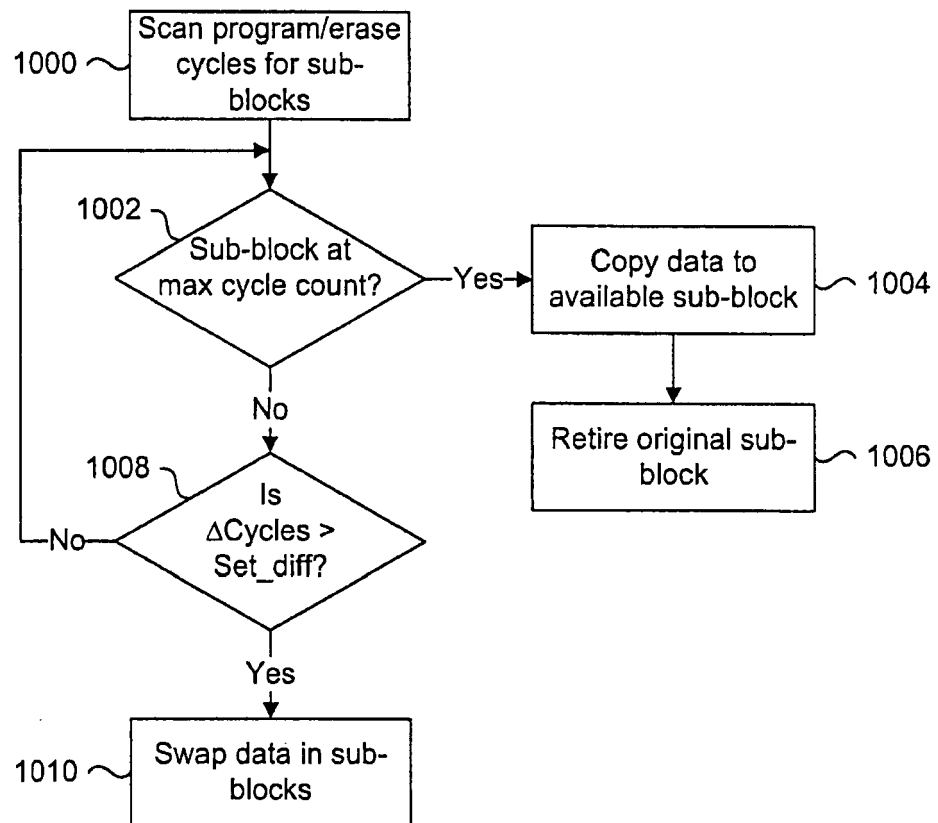 Scan program/erase
cycles for sub-
blocks
1000
1002
Sub-block at
max cycle count?
Yes
Copy data to
available sub-block
1004
No
Retire original sub-
block
1006
1008
Is
ΔCycles >
Set_diff?
No
Yes
Swap data in sub-
blocks
1010